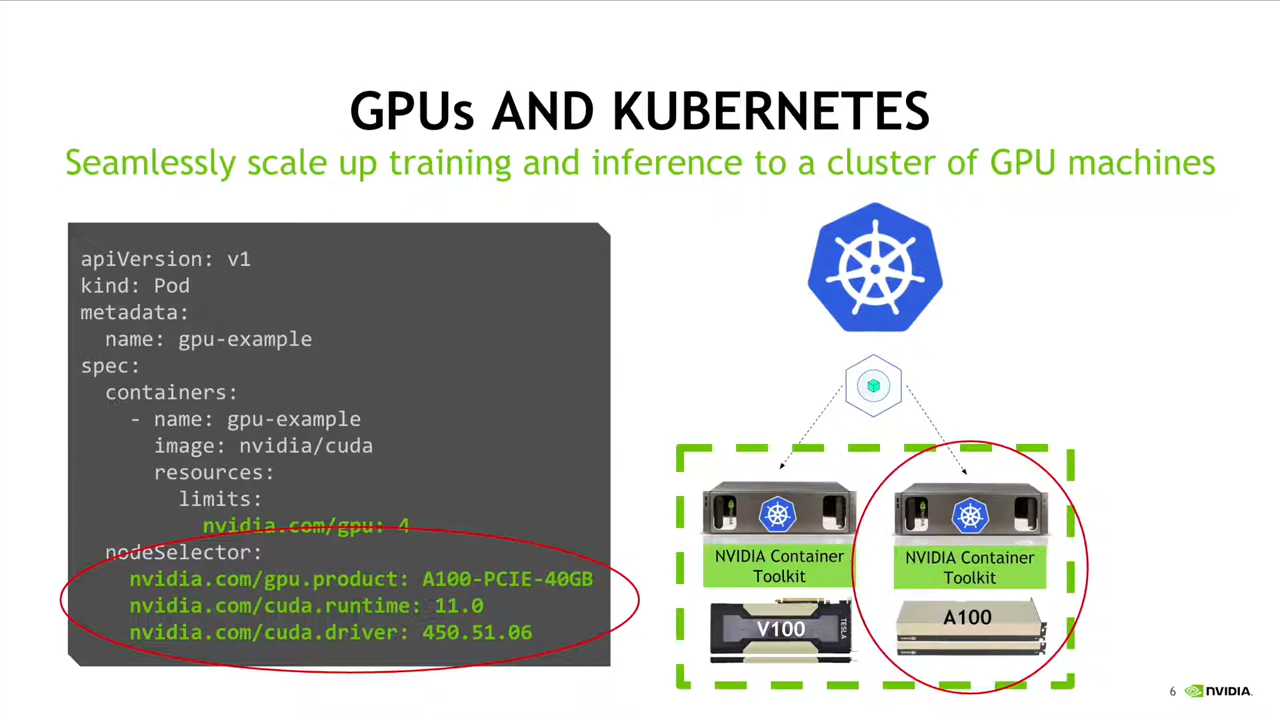 GPUs AND KUBERNETES
Seamlessly scale up training and inference to a cluster of GPU machines
apiVersion: v1
kind: Pod
metadata:
  name: gpu-example
spec:
  containers:
    - name: gpu-example
      image: nvidia/cuda
      resources:
        limits:
          nvidia.com/gpu: 4
  nodeSelector:
    nvidia.com/gpu.product: A100-PCIE-40GB
    nvidia.com/cuda.runtime: 11.0
    nvidia.com/cuda.driver: 450.51.06
NVIDIA Container
Toolkit
V100
TESLA
NVIDIA Container
Toolkit
A100
6
NVIDIA.